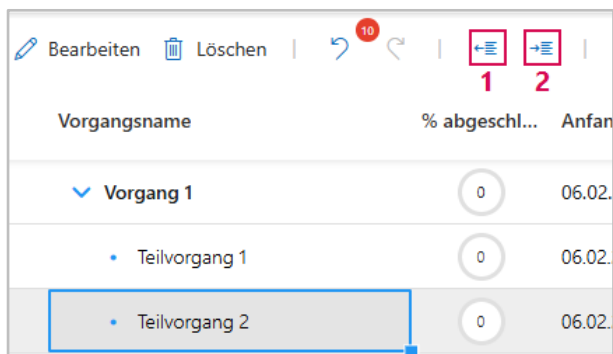 Bearbeiten Löschen 10
1 2
Vorgangsname % abgeschl... Anfan
Vorgang 1 0 06.02.
Teilvorgang 1 0 06.02.
Teilvorgang 2 0 06.02.